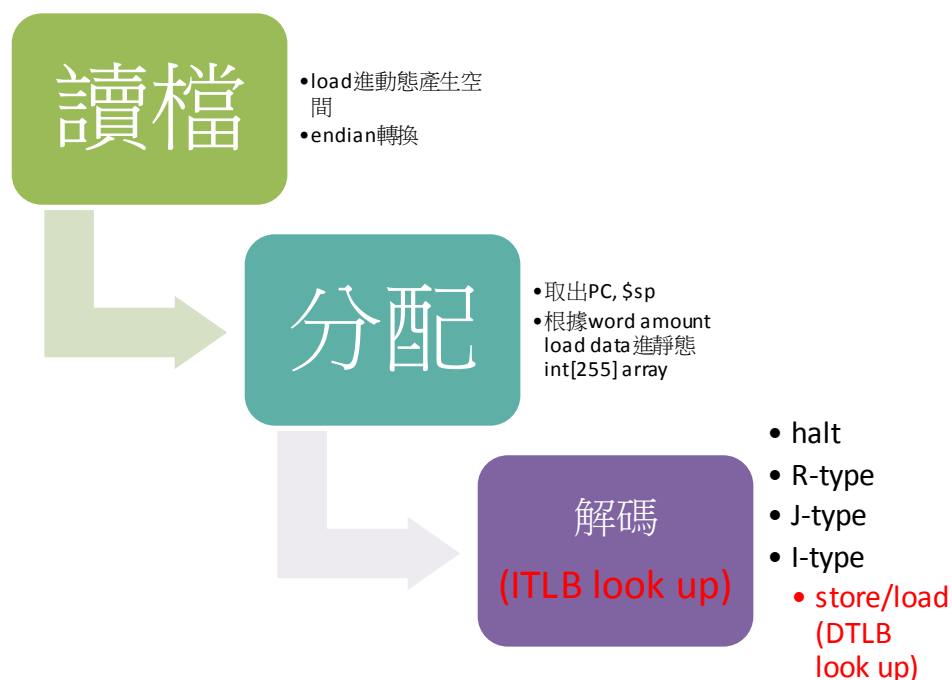 讀檔
•load進動態產生空
間
•endian轉換
分配
•取出PC, $sp
•根據word amount
load data進靜態
int[255] array
解碼
(ITLB look up)
• halt
• R-type
• J-type
• I-type
• store/load
(DTLB
look up)